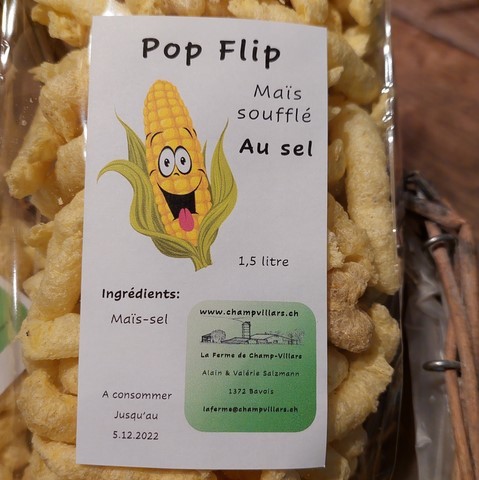 Pop Flip
Maïs
soufflé
Au sel
1,5 litre
Ingrédients:
Maïs-sel
www.champvillars.ch
La Ferme de Champ-Villars
Alain & Valérie Salzmann
1372 Bavois
laferme@champvillars.ch
A consommer
Jusqu'au
5.12.2022